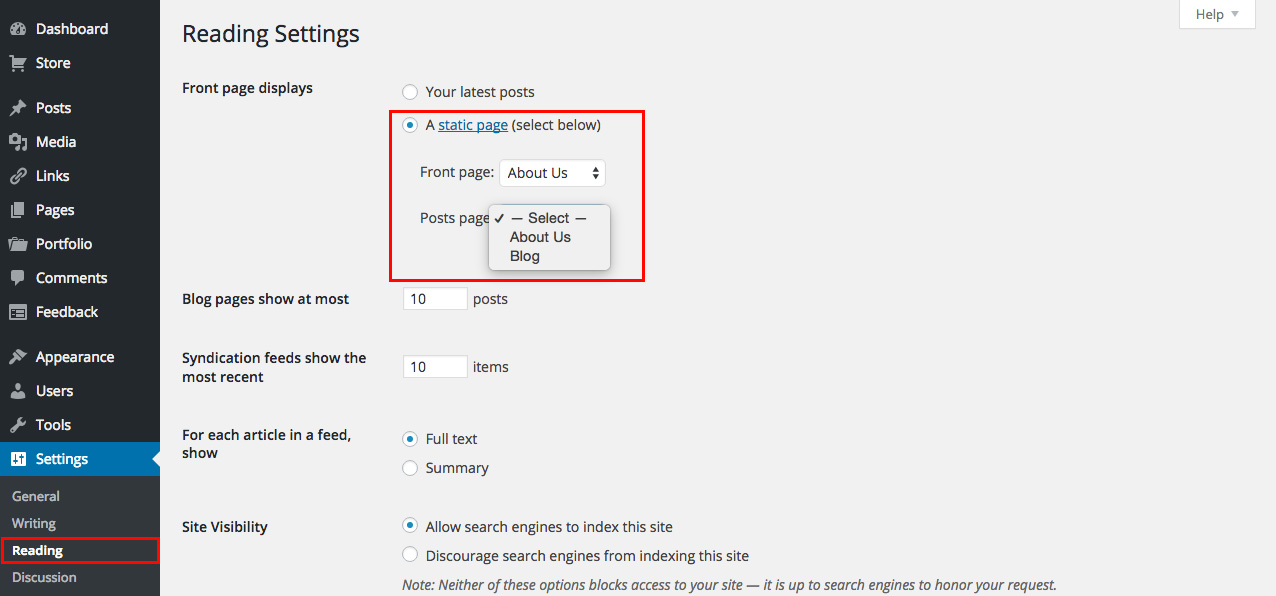 Dashboard
Store
Posts
Media
Links
Pages
Portfolio
Comments
Feedback
Appearance
Users
Tools
Settings
General
Writing
Reading
Discussion
Help
Reading Settings
Front page displays
Your latest posts
A static page (select below)
Front page: About Us
Posts page
✓ — Select —
About Us
Blog
Blog pages show at most
10 posts
Syndication feeds show the
most recent
10 items
For each article in a feed,
show
Full text
Summary
Site Visibility
Allow search engines to index this site
Discourage search engines from indexing this site
Note: Neither of these options blocks access to your site — it is up to search engines to honor your request.